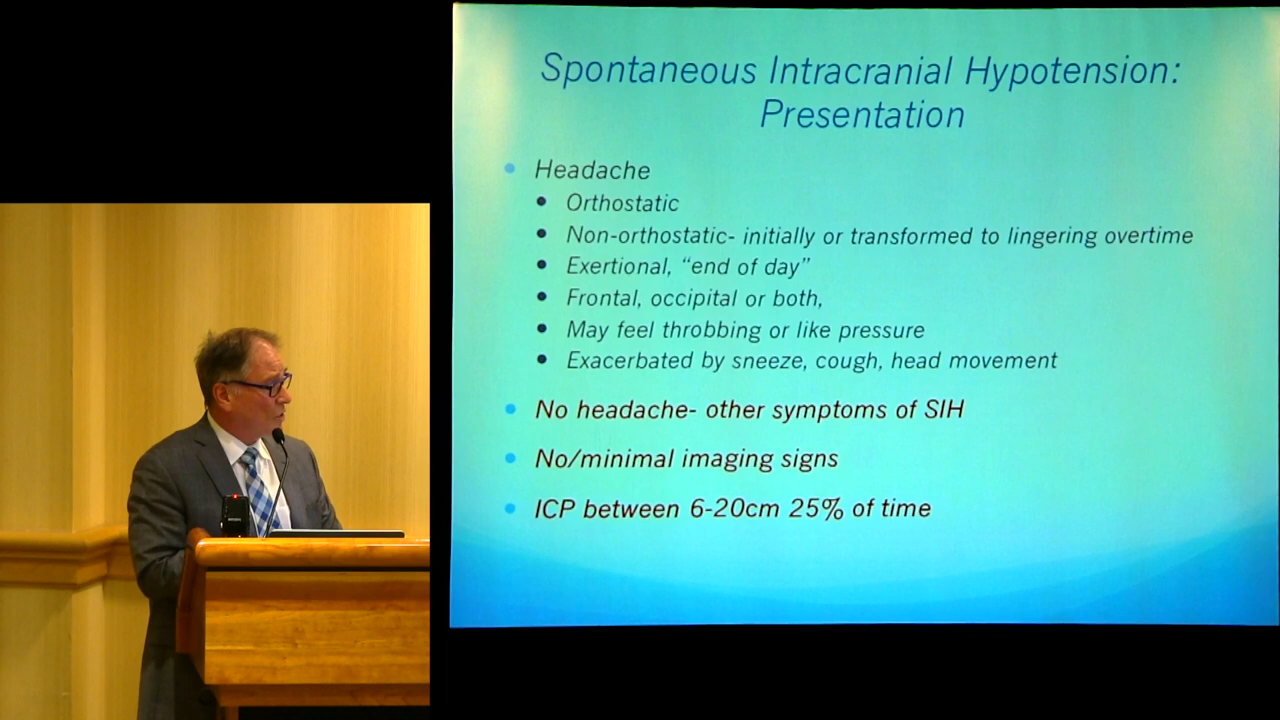 Spontaneous Intracranial Hypotension:
Presentation
Headache
Orthostatic
Non-orthostatic- initially or transformed to lingering overtime
Exertional, “end of day”
Frontal, occipital or both,
May feel throbbing or like pressure
Exacerbated by sneeze, cough, head movement
No headache- other symptoms of SIH
No/minimal imaging signs
ICP between 6-20cm 25% of time